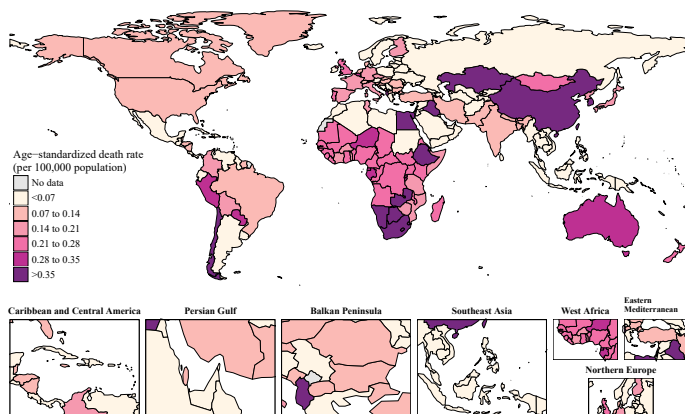 Age−standardized death rate
(per 100,000 population)
No data
<0.07
0.07 to 0.14
0.14 to 0.21
0.21 to 0.28
0.28 to 0.35
>0.35
Caribbean and Central America
Persian Gulf
Balkan Peninsula
Southeast Asia
West Africa
Eastern
Mediterranean
Northern Europe